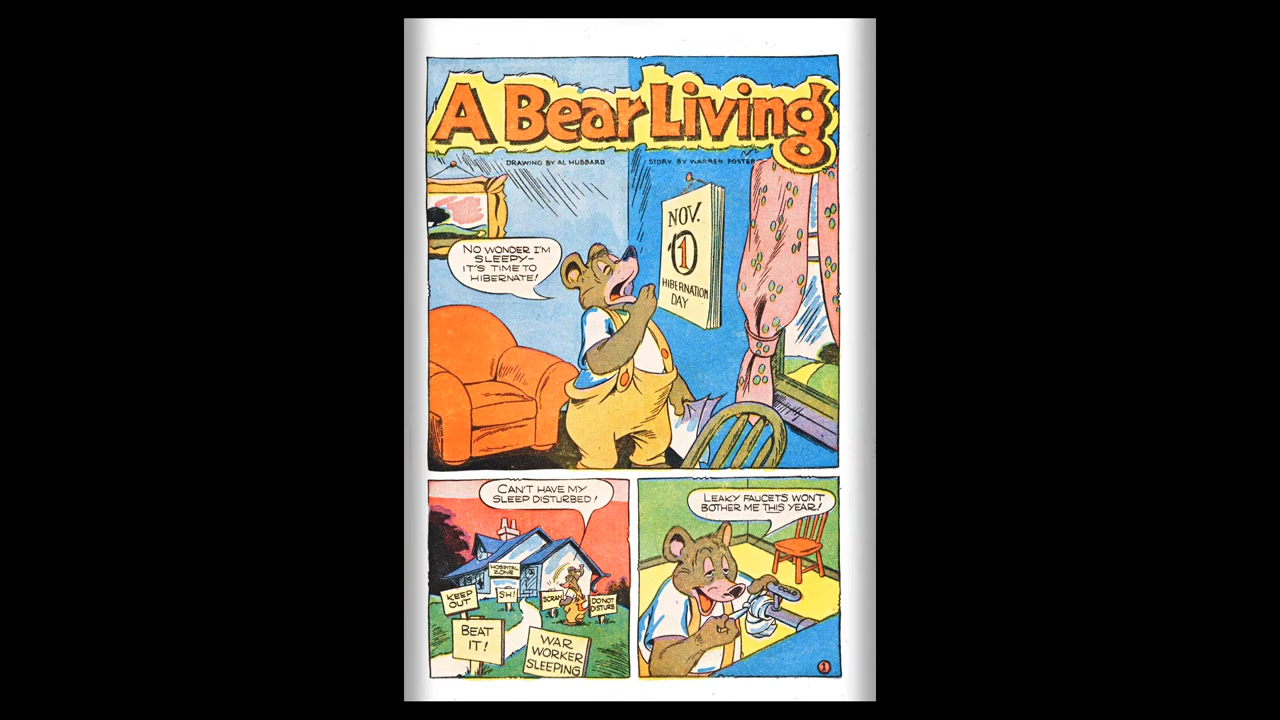 A Bear Living
DRAWING BY AL HUBBARD
STORY BY WARREN FOSTER
NO WONDER I'M
SLEEPY-
IT'S TIME TO
HIBERNATE!
NOV.
1
HIBERNATION
DAY
CAN'T HAVE MY
SLEEP DISTURBED!
HOSPITAL
ZONE
KEEP
OUT
SH!
SCRAM
DO NOT
DISTURB
BEAT
IT!
WAR
WORKER
SLEEPING
LEAKY FAUCETS WON'T
BOTHER ME THIS YEAR!
COLD
1